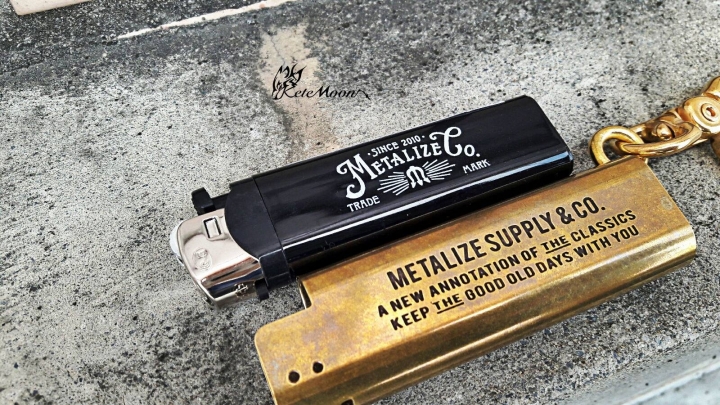 KeteMoon
·SINCE 2010·
METALIZE CO.
TRADE MARK
METALIZE SUPPLY & CO.
A NEW ANNOTATION OF THE CLASSICS
KEEP THE GOOD OLD DAYS WITH YOU